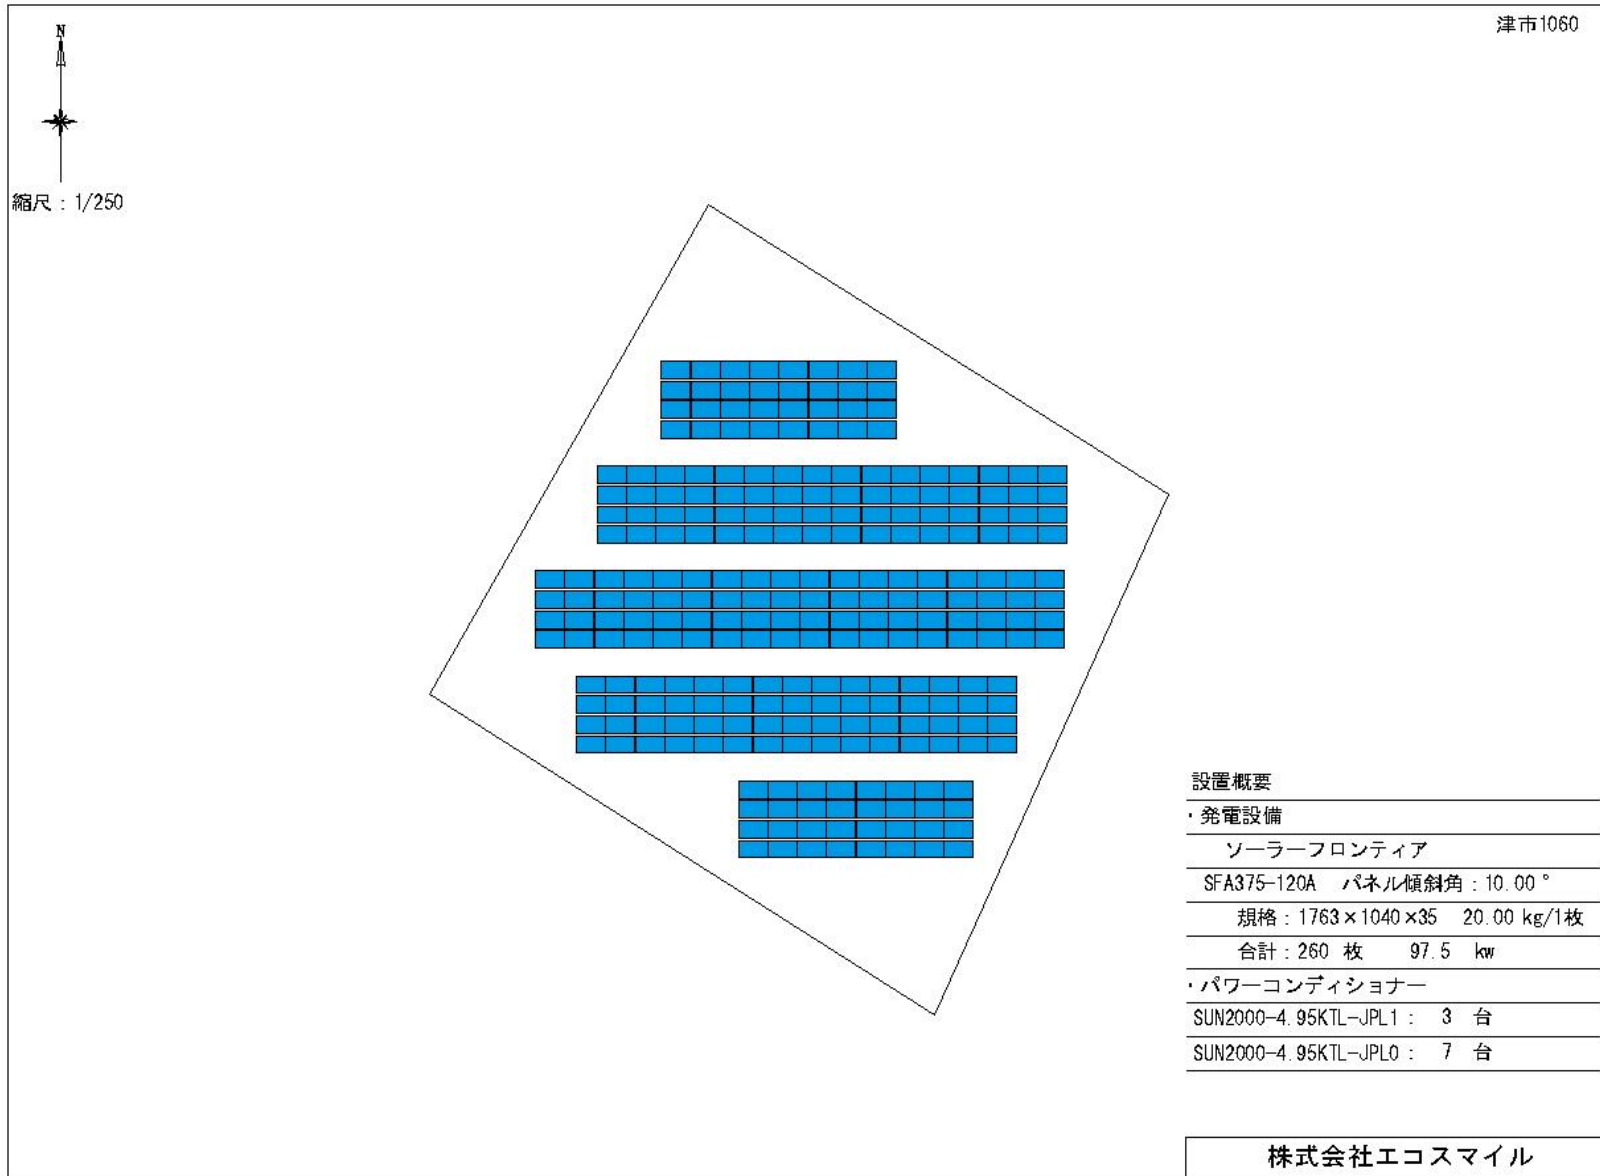 津市1060
N
縮尺：1/250
設置概要
・発電設備
ソーラーフロンティア
SFA375-120A パネル傾斜角：10.00°
規格：1763×1040×35 20.00 kg/1枚
合計：260 枚 97.5 kw
・パワーコンディショナー
SUN2000-4.95KTL-JPL1： 3 台
SUN2000-4.95KTL-JPL0： 7 台
株式会社エコスマイル